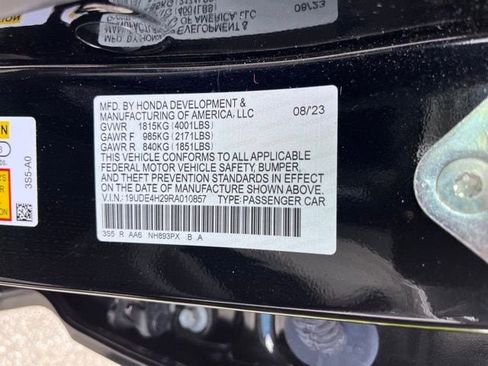 08/23
MFD. BY HONDA DEVELOPMENT &
MANUFACTURING OF AMERICA, LLC 08/23
GVWR 1815KG (4001LBS)
GAWR F 985KG (2171LBS)
GAWR R 840KG (1851LBS)
THIS VEHICLE CONFORMS TO ALL APPLICABLE
FEDERAL MOTOR VEHICLE SAFETY, BUMPER,
AND THEFT PREVENTION STANDARDS IN EFFECT
ON THE DATE OF MANUFACTURE SHOWN ABOVE.
V.I.N.: 19UDE4H29RA010857 TYPE: PASSENGER CAR
3S5 R AA6 NH893PX B A
3S5-A0